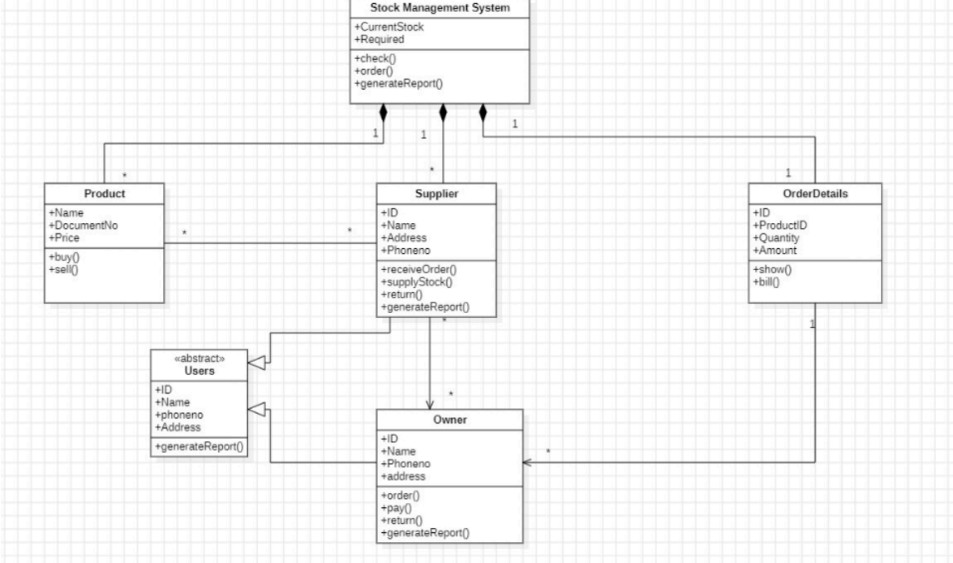 Stock Management System
+CurrentStock
+Required
+check()
+order()
+generateReport()
1
1
1
*
*
1
Product
+Name
+DocumentNo
+Price
+buy()
+sell()
*
*
Supplier
+ID
+Name
+Address
+Phoneno
+receiveOrder()
+supplyStock()
+return()
+generateReport()
OrderDetails
+ID
+ProductID
+Quantity
+Amount
+show()
+bill()
*
1
«abstract»
Users
+ID
+Name
+phoneno
+Address
+generateReport()
*
Owner
+ID
+Name
+Phoneno
+address
+order()
+pay()
+return()
+generateReport()
*